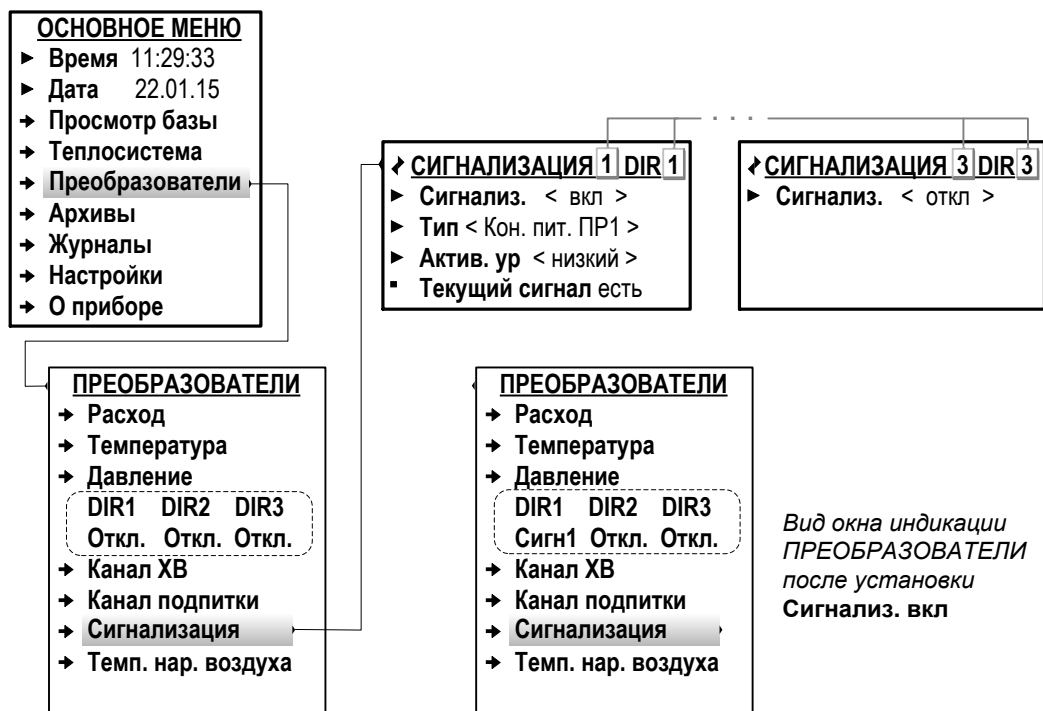 ОСНОВНОЕ МЕНЮ
Время 11:29:33
Дата 22.01.15
Просмотр базы
Теплосистема
Преобразователи
Архивы
Журналы
Настройки
О приборе
. . .
СИГНАЛИЗАЦИЯ 1 DIR 1
Сигнализ. < вкл >
Тип < Кон. пит. ПР1 >
Актив. ур < низкий >
Текущий сигнал есть
СИГНАЛИЗАЦИЯ 3 DIR 3
Сигнализ. < откл >
ПРЕОБРАЗОВАТЕЛИ
Расход
Температура
Давление
DIR1 DIR2 DIR3
Откл. Откл. Откл.
Канал ХВ
Канал подпитки
Сигнализация
Темп. нар. воздуха
ПРЕОБРАЗОВАТЕЛИ
Расход
Температура
Давление
DIR1 DIR2 DIR3
Сигн1 Откл. Откл.
Канал ХВ
Канал подпитки
Сигнализация
Темп. нар. воздуха
Вид окна индикации
ПРЕОБРАЗОВАТЕЛИ
после установки
Сигнализ. вкл